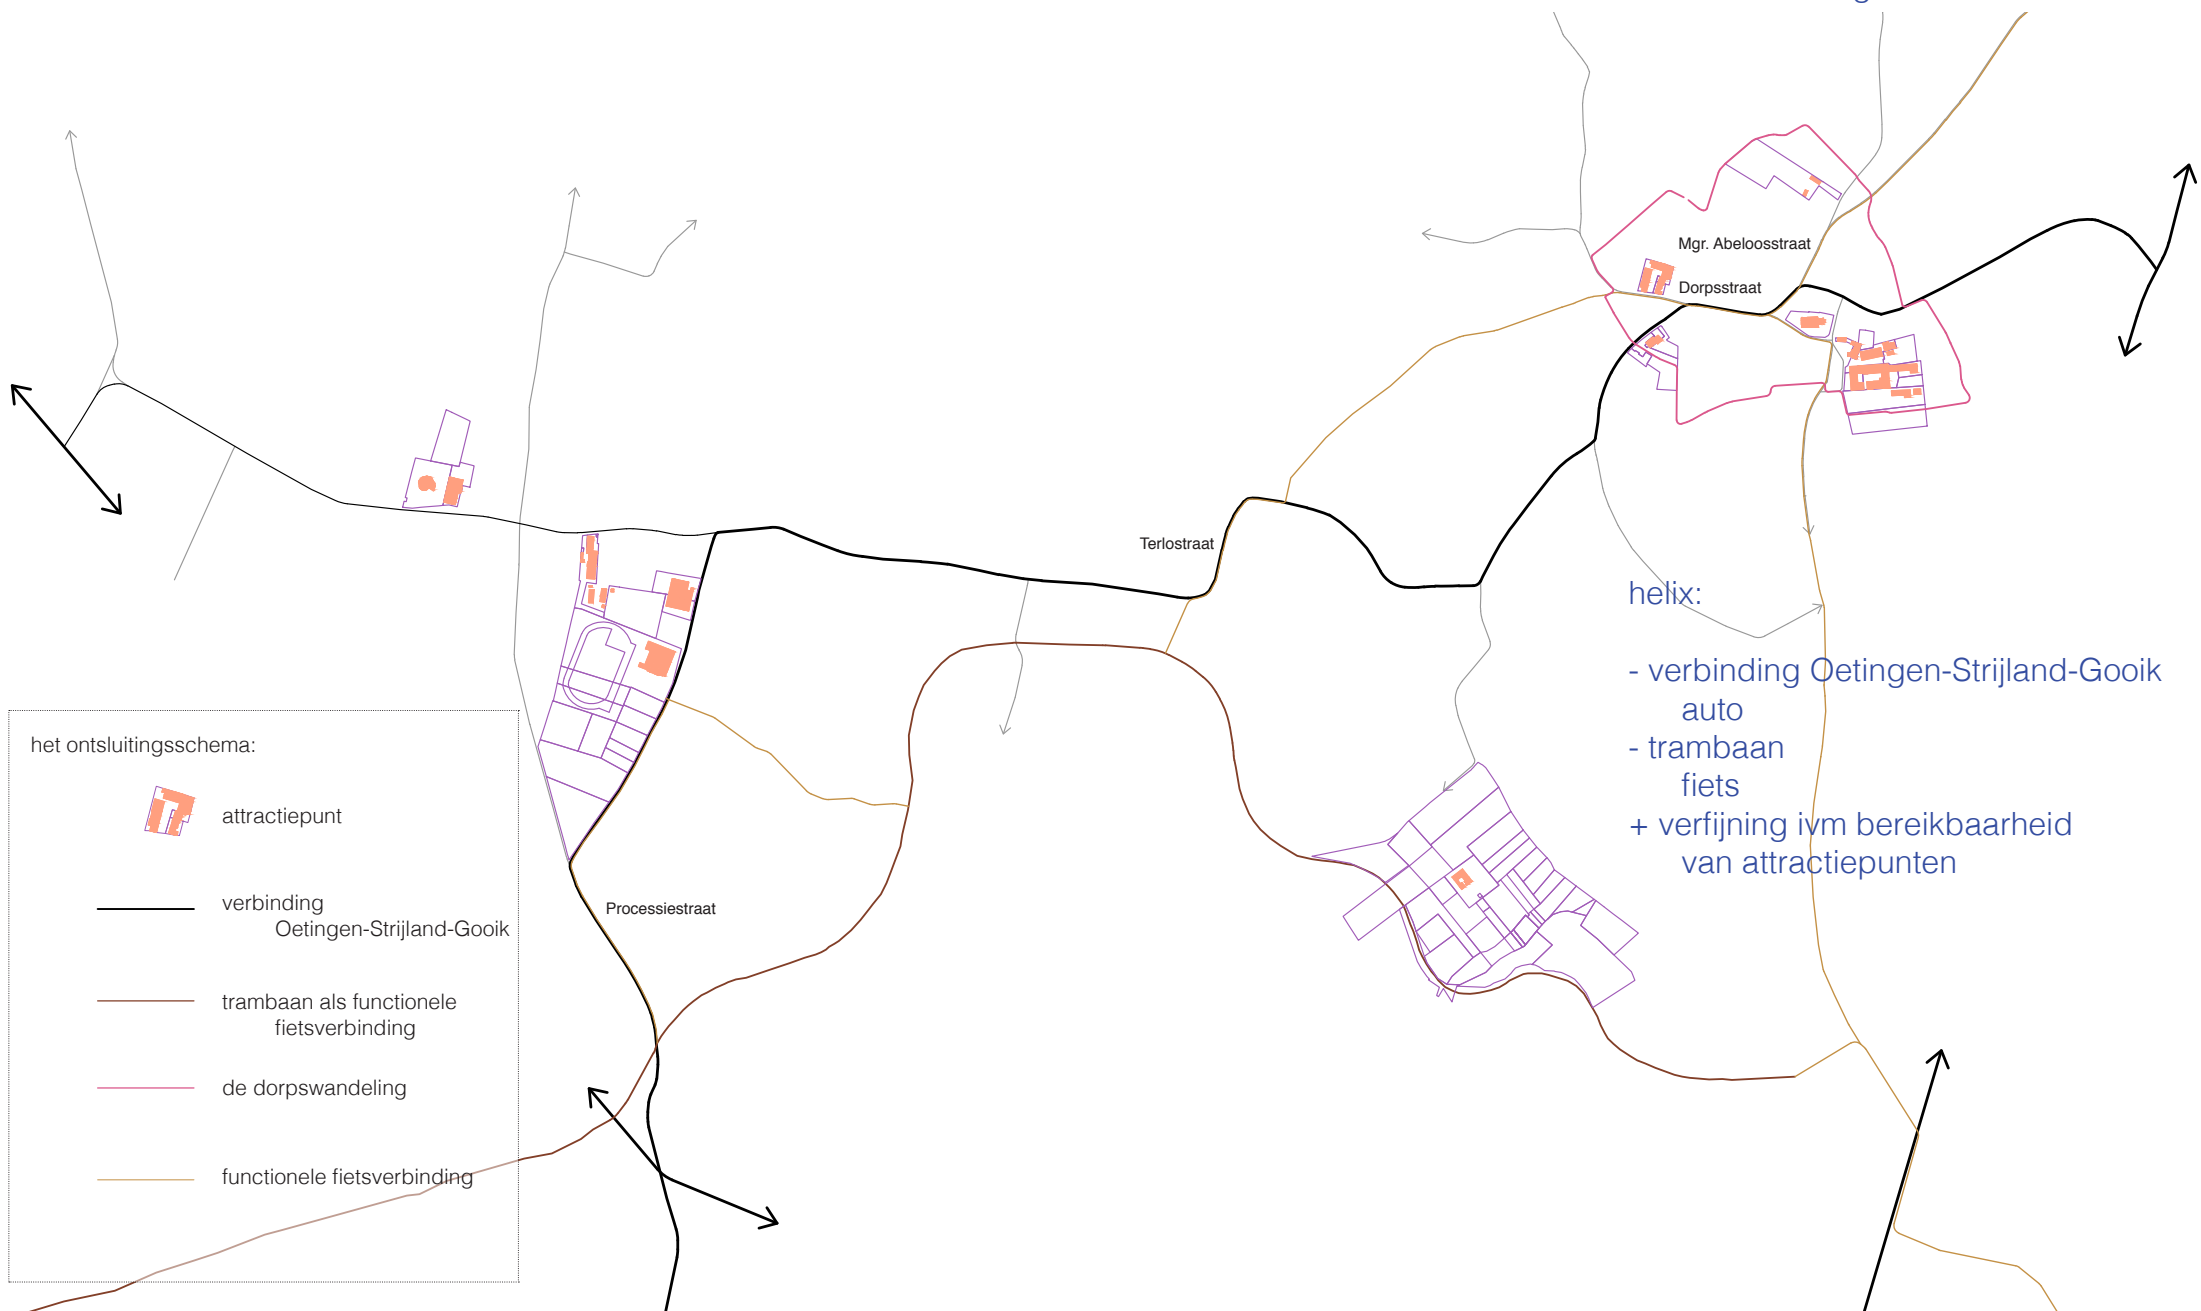 Mgr. Abeloosstraat
Dorpsstraat
Terlostraat
helix:
- verbinding Oetingen-Strijland-Gooik
auto
- trambaan
fiets
+ verfijning ivm bereikbaarheid
van attractiepunten
het ontsluitingsschema:
attractiepunt
verbinding
Oetingen-Strijland-Gooik
trambaan als functionele
fietsverbinding
de dorpswandeling
functionele fietsverbinding
Processiestraat